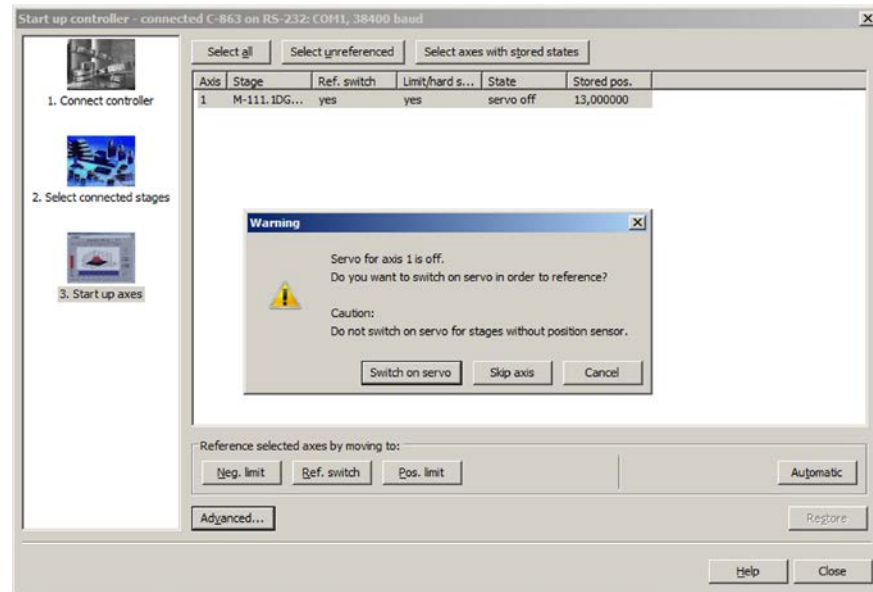 Start up controller - connected C-863 on RS-232: COM1, 38400 baud
Select all Select unreferenced Select axes with stored states
Axis Stage Ref. switch Limit/hard s... State Stored pos.
1 M-111.1DG... yes yes servo off 13,000000
1. Connect controller
2. Select connected stages
3. Start up axes
Warning
Servo for axis 1 is off.
Do you want to switch on servo in order to reference?
Caution:
Do not switch on servo for stages without position sensor.
Switch on servo Skip axis Cancel
Reference selected axes by moving to:
Neg. limit Ref. switch Pos. limit Automatic
Advanced... Restore
Help Close